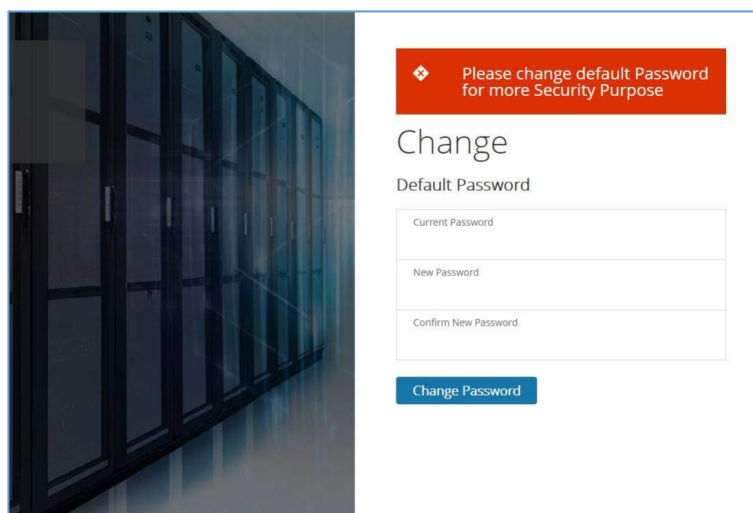 Please change default Password
for more Security Purpose
Change
Default Password
Current Password
New Password
Confirm New Password
Change Password